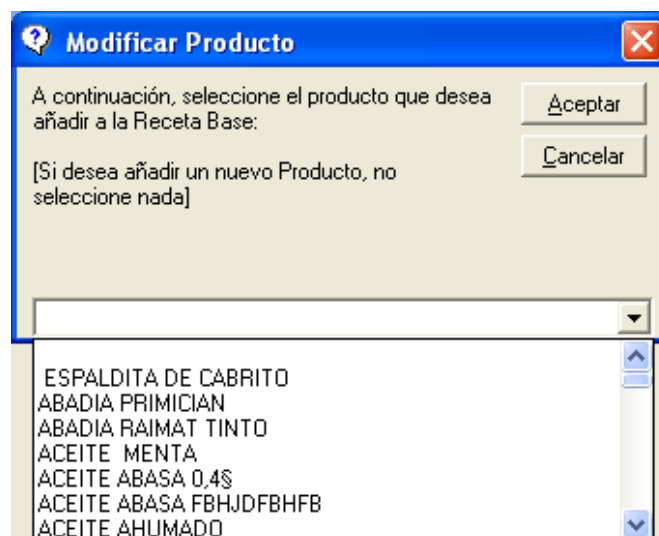 Modificar Producto
A continuación, seleccione el producto que desea
añadir a la Receta Base:
[Si desea añadir un nuevo Producto, no
seleccione nada]
Aceptar
Cancelar
ESPALDITA DE CABRITO
ABADIA PRIMICIAN
ABADIA RAIMAT TINTO
ACEITE  MENTA
ACEITE ABASA 0,4§
ACEITE ABASA FBHJDFBHFB
ACEITE AHUMADO